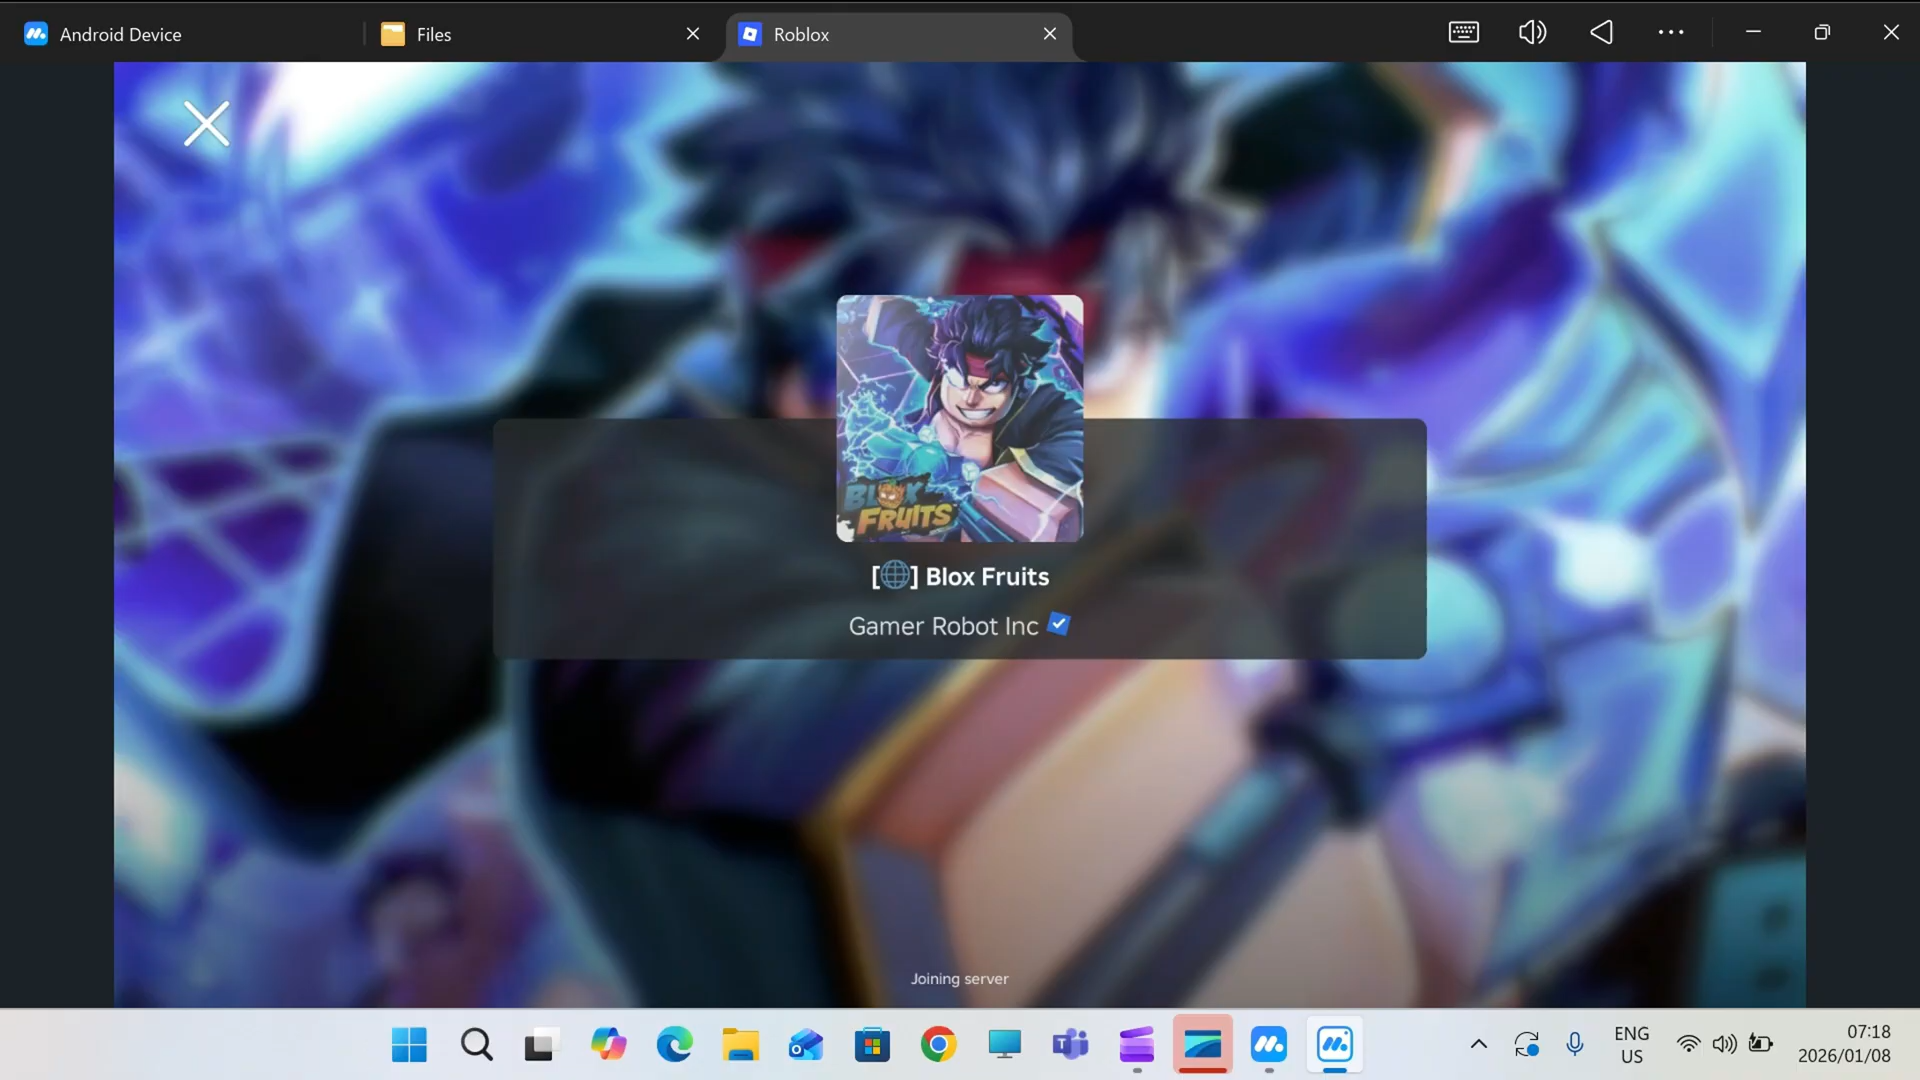 Android Device
Files
Roblox
BLOX
FRUITS
[🌐] Blox Fruits
Gamer Robot Inc
Joining server
ENG
US
07:18
2026/01/08